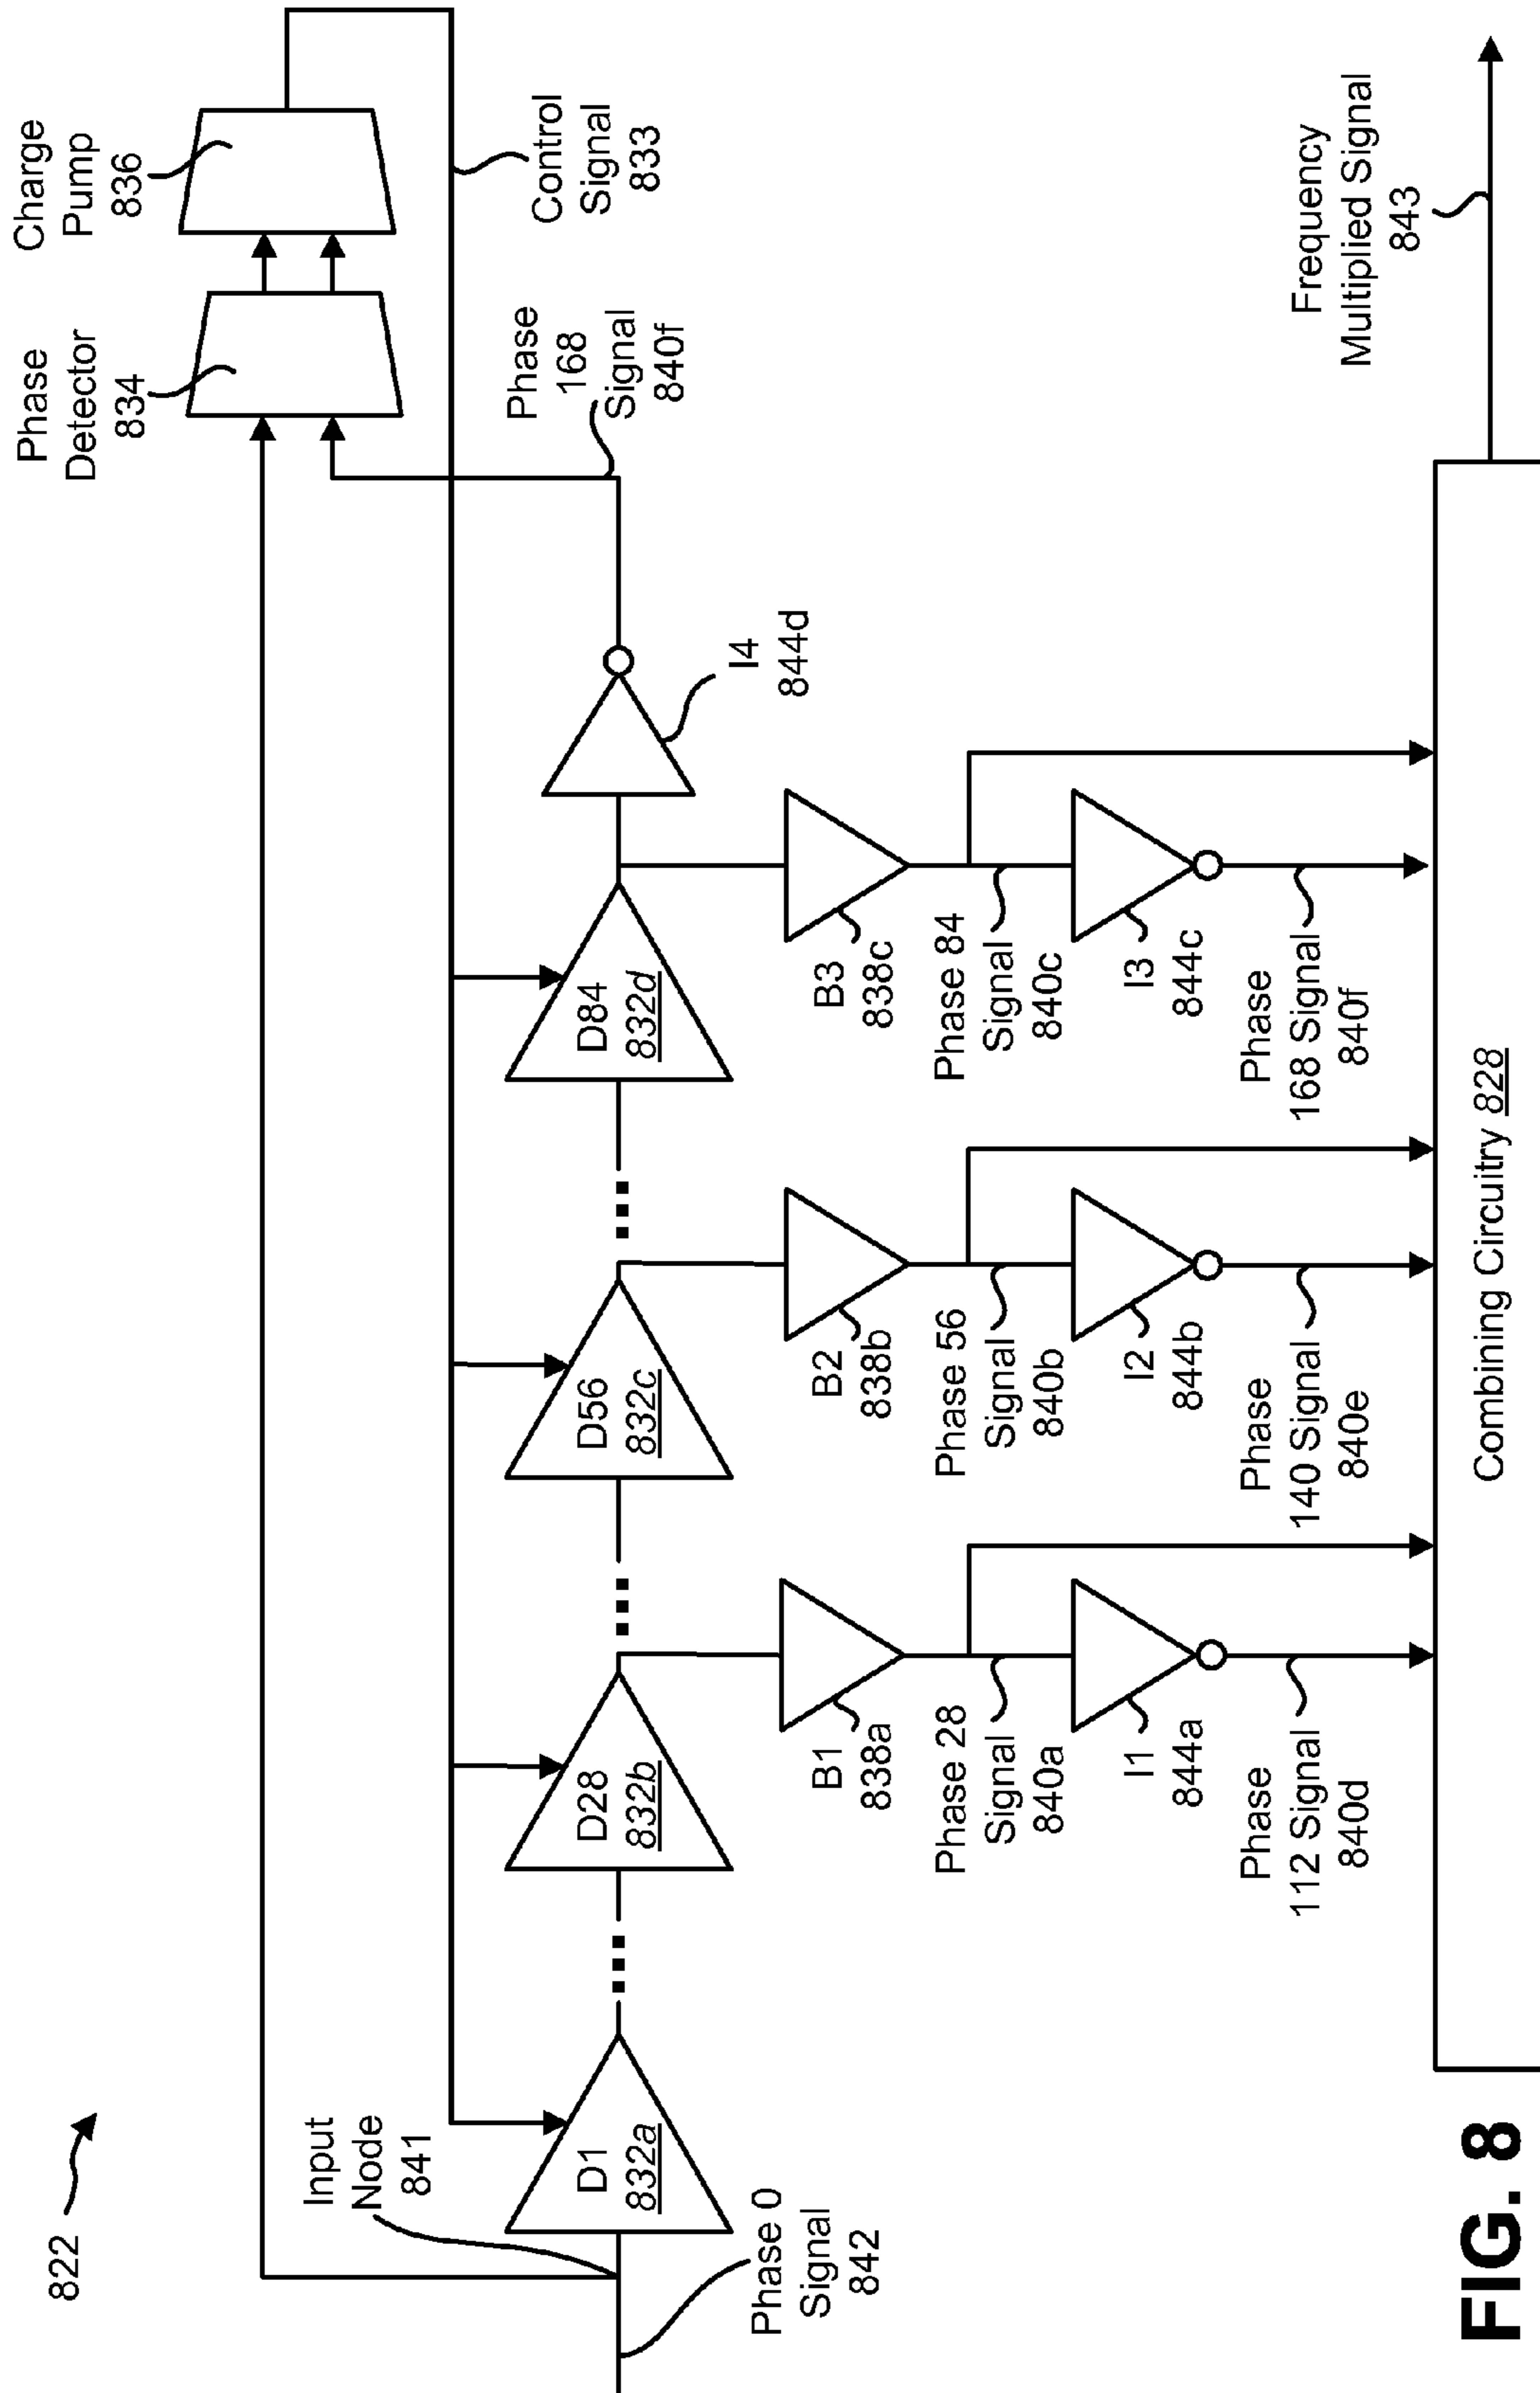 822
Phase
Detector
834
Charge
Pump
836
Input
Node
841
Control
Signal
833
Phase
168
Signal
840f
D1
832a
D28
832b
D56
832c
D84
832d
I4
844d
Phase 0
Signal
842
B1
838a
B2
838b
B3
838c
Phase 28
Signal
840a
Phase 56
Signal
840b
Phase 84
Signal
840c
I1
844a
I2
844b
I3
844c
Phase
112 Signal
840d
Phase
140 Signal
840e
Phase
168 Signal
840f
Frequency
Multiplied Signal
843
Combining Circuitry 828
FIG. 8